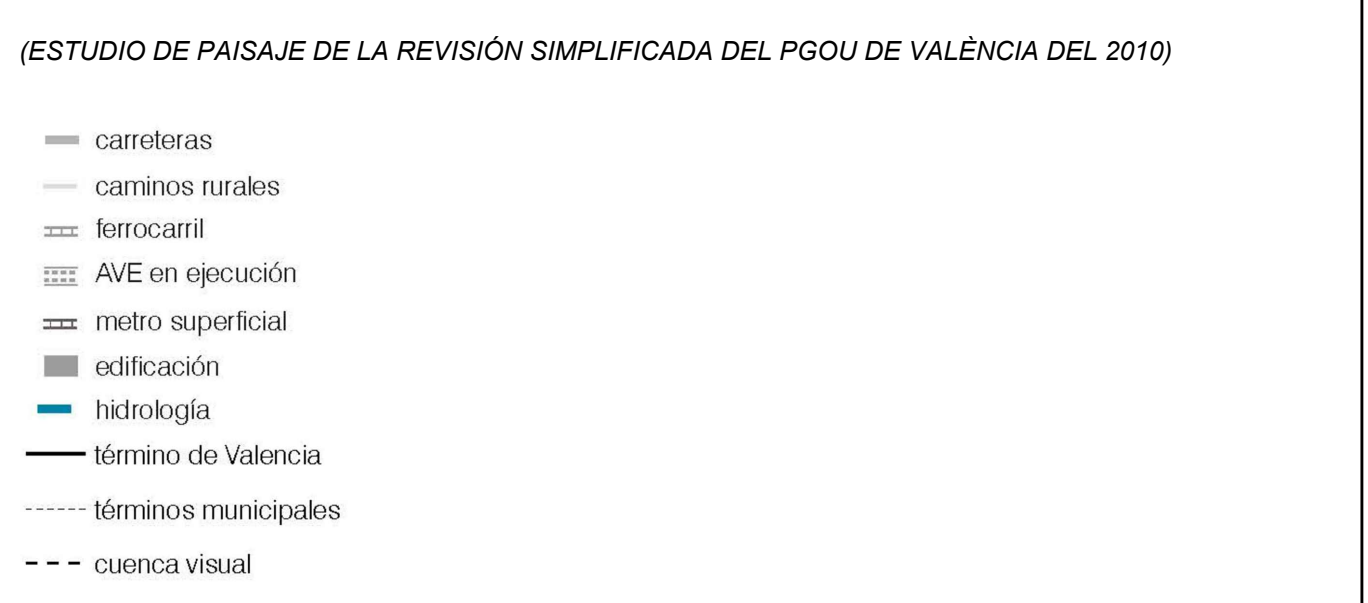 (ESTUDIO DE PAISAJE DE LA REVISIÓN SIMPLIFICADA DEL PGOU DE VALÈNCIA DEL 2010)
carreteras
caminos rurales
ferrocarril
AVE en ejecución
metro superficial
edificación
hidrología
término de Valencia
términos municipales
cuenca visual